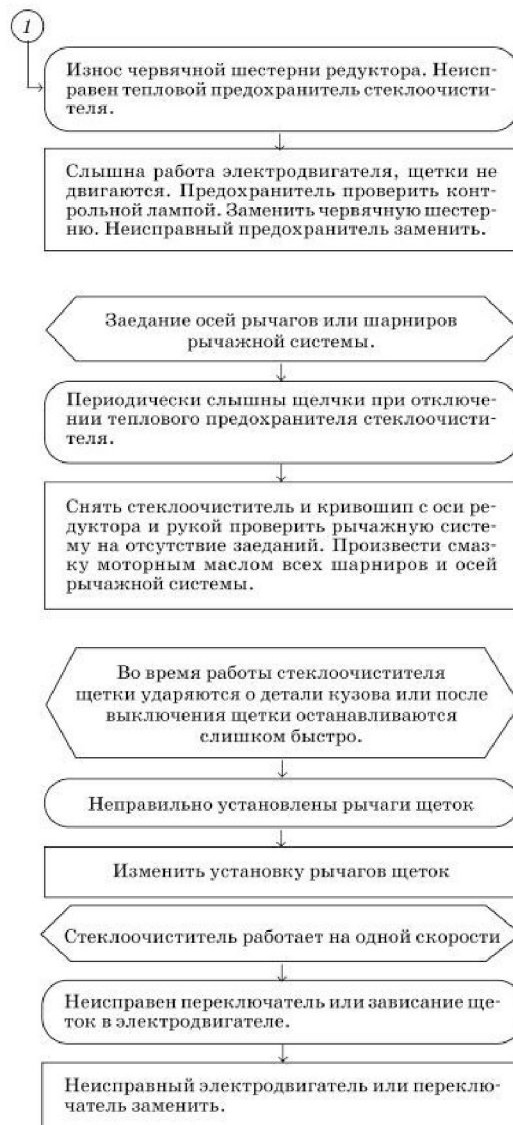 1
Износ червячной шестерни редуктора. Неисп-
равен тепловой предохранитель стеклоочисти-
теля.
Слышна работа электродвигателя, щетки не
двигаются. Предохранитель проверить конт-
рольной лампой. Заменить червячную шестер-
ню. Неисправный предохранитель заменить.
Заедание осей рычагов или шарниров
рычажной системы.
Периодически слышны щелчки при отключе-
нии теплового предохранителя стеклоочисти-
теля.
Снять стеклоочиститель и кривошип с оси ре-
дуктора и рукой проверить рычажную систе-
му на отсутствие заеданий. Произвести смаз-
ку моторным маслом всех шарниров и осей
рычажной системы.
Во время работы стеклоочистителя
щетки ударяются о детали кузова или после
выключения щетки останавливаются
слишком быстро.
Неправильно установлены рычаги щеток
Изменить установку рычагов щеток
Стеклоочиститель работает на одной скорости
Неисправен переключатель или зависание ще-
ток в электродвигателе.
Неисправный электродвигатель или переклю-
чатель заменить.